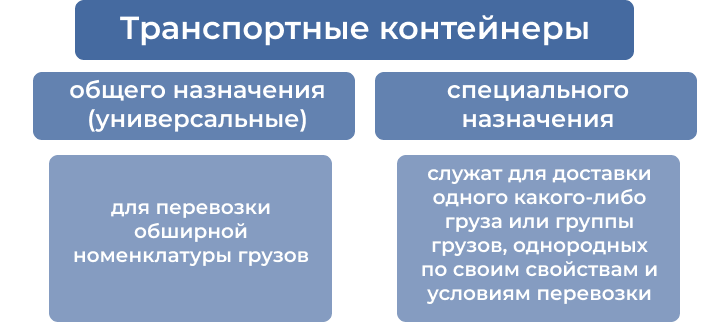 Транспортные контейнеры
общего назначения
(универсальные)
специального
назначения
для перевозки
обширной
номенклатуры грузов
служат для доставки
одного какого-либо
груза или группы
грузов, однородных
по своим свойствам и
условиям перевозки